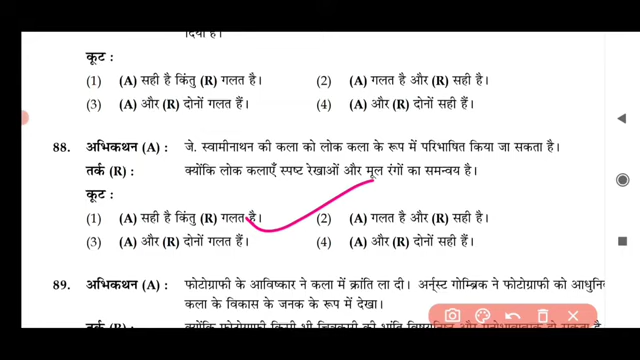 दिया है।
कूट :
(1) (A) सही है किंतु (R) गलत है। (2) (A) गलत है और (R) सही है।
(3) (A) और (R) दोनों गलत हैं। (4) (A) और (R) दोनों सही हैं।
88. अभिकथन (A) : जे. स्वामीनाथन की कला को लोक कला के रूप में परिभाषित किया जा सकता है।
तर्क (R) : क्योंकि लोक कलाएँ स्पष्ट रेखाओं और मूल रंगों का समन्वय है।
कूट :
(1) (A) सही है किंतु (R) गलत है। (2) (A) गलत है और (R) सही है।
(3) (A) और (R) दोनों गलत हैं। (4) (A) और (R) दोनों सही हैं।
89. अभिकथन (A) : फोटोग्राफी के आविष्कार ने कला में क्रांति ला दी। अर्न्स्ट गोम्ब्रिक ने फोटोग्राफी को आधुनि
कला के विकास के जनक के रूप में देखा।
तर्क (R) : क्योंकि फोटोग्राफी किसी भी चित्रकारी की भांति